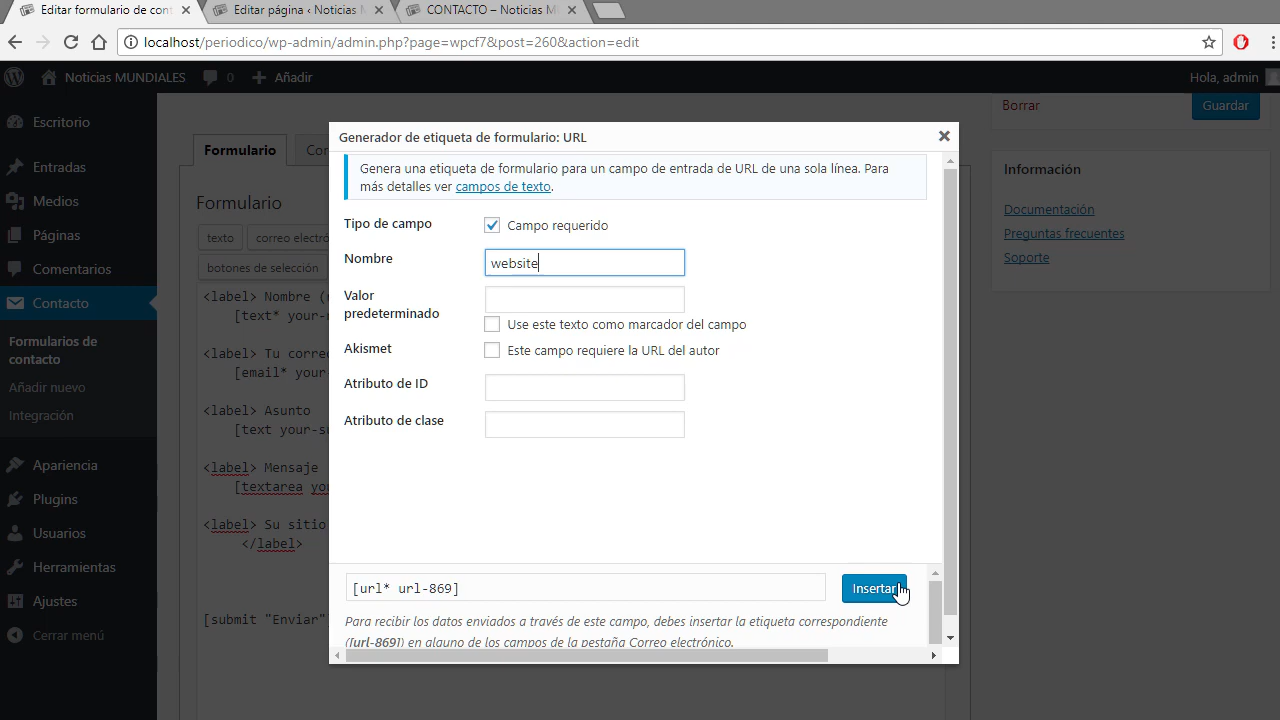 Editar formulario de cont
Editar página ‹ Noticias M
CONTACTO – Noticias M
localhost/periodico/wp-admin/admin.php?page=wpcf7&post=260&action=edit
Noticias MUNDIALES
0
Añadir
Hola, admin
Escritorio
Entradas
Medios
Páginas
Comentarios
Contacto
Formularios de contacto
Añadir nuevo
Integración
Apariencia
Plugins
Usuarios
Herramientas
Ajustes
Cerrar menú
Formulario
Formulario
texto
botones de selección
<label> Nombre (
[text* your-
<label> Tu corre
[email* your
<label> Asunto
[text your-su
<label> Mensaje
[textarea you
<label> Su sitio
</label>
[submit "Enviar"
Generador de etiqueta de formulario: URL
Genera una etiqueta de formulario para un campo de entrada de URL de una sola línea. Para
más detalles ver campos de texto.
Tipo de campo
Campo requerido
Nombre
website
Valor
predeterminado
Use este texto como marcador del campo
Akismet
Este campo requiere la URL del autor
Atributo de ID
Atributo de clase
[url* url-869]
Insertar
Para recibir los datos enviados a través de este campo, debes insertar la etiqueta correspondiente
([url-869]) en alguno de los campos de la pestaña Correo electrónico.
Borrar
Guardar
Información
Documentación
Preguntas frecuentes
Soporte